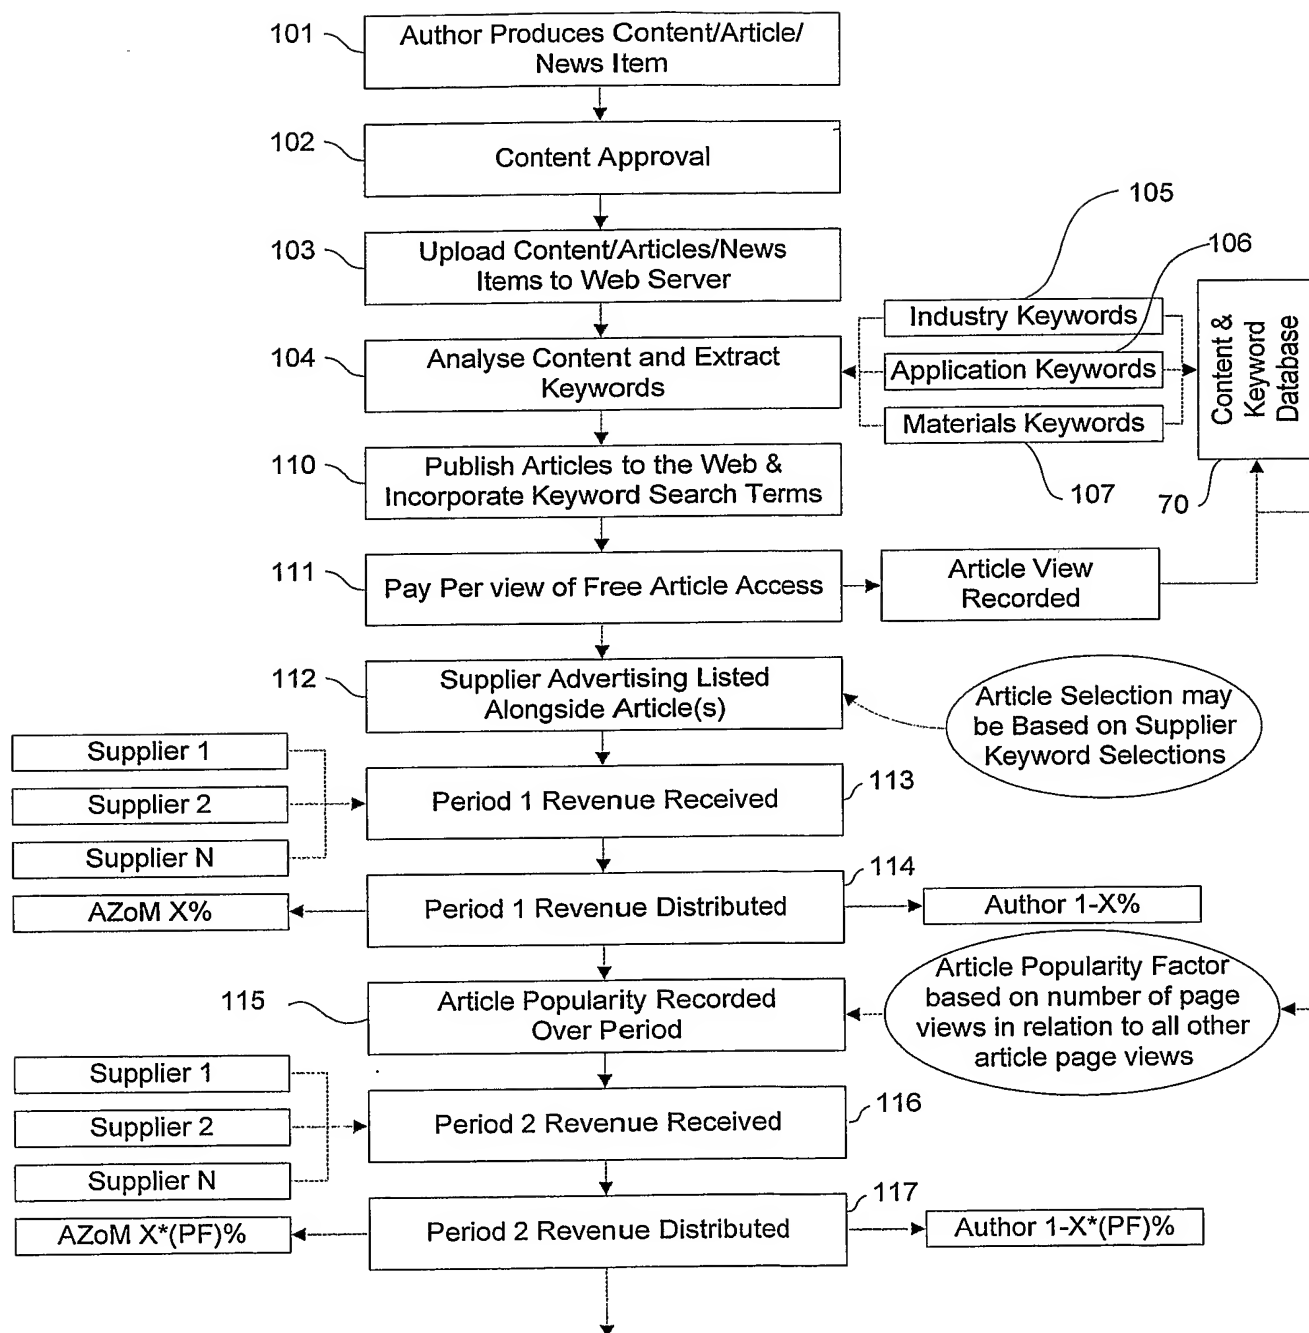 101
Author Produces Content/Article/
News Item
102
Content Approval
103
Upload Content/Articles/News
Items to Web Server
105
106
104
Analyse Content and Extract
Keywords
Industry Keywords
Application Keywords
Materials Keywords
Content &
Keyword
Database
107
70
110
Publish Articles to the Web &
Incorporate Keyword Search Terms
111
Pay Per view of Free Article Access
Article View
Recorded
112
Supplier Advertising Listed
Alongside Article(s)
Article Selection may
be Based on Supplier
Keyword Selections
Supplier 1
Supplier 2
Supplier N
Period 1 Revenue Received
113
114
AZoM X%
Period 1 Revenue Distributed
Author 1-X%
115
Article Popularity Recorded
Over Period
Article Popularity Factor
based on number of page
views in relation to all other
article page views
Supplier 1
Supplier 2
Supplier N
Period 2 Revenue Received
116
117
AZoM X*(PF)%
Period 2 Revenue Distributed
Author 1-X*(PF)%